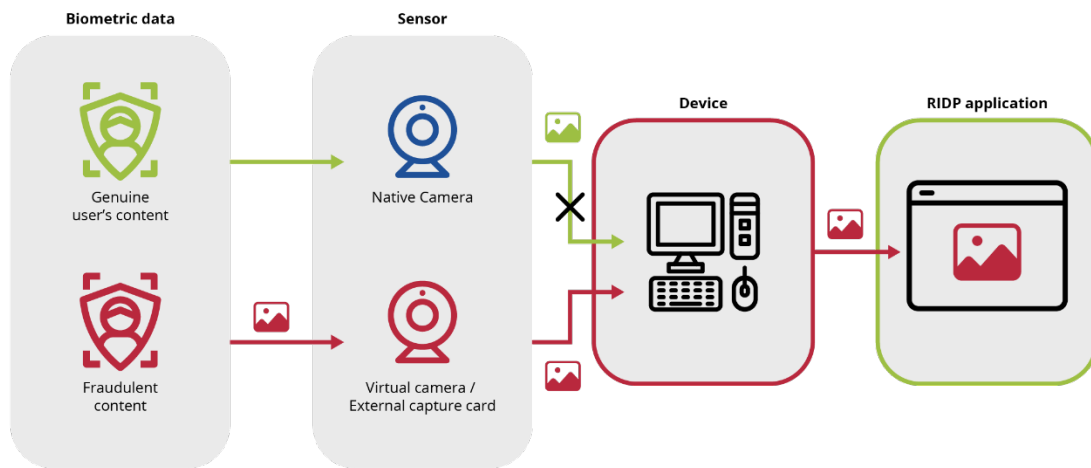 Biometric data
Sensor
Device
RIDP application
Genuine
user's content
Native Camera
Fraudulent
content
Virtual camera /
External capture card